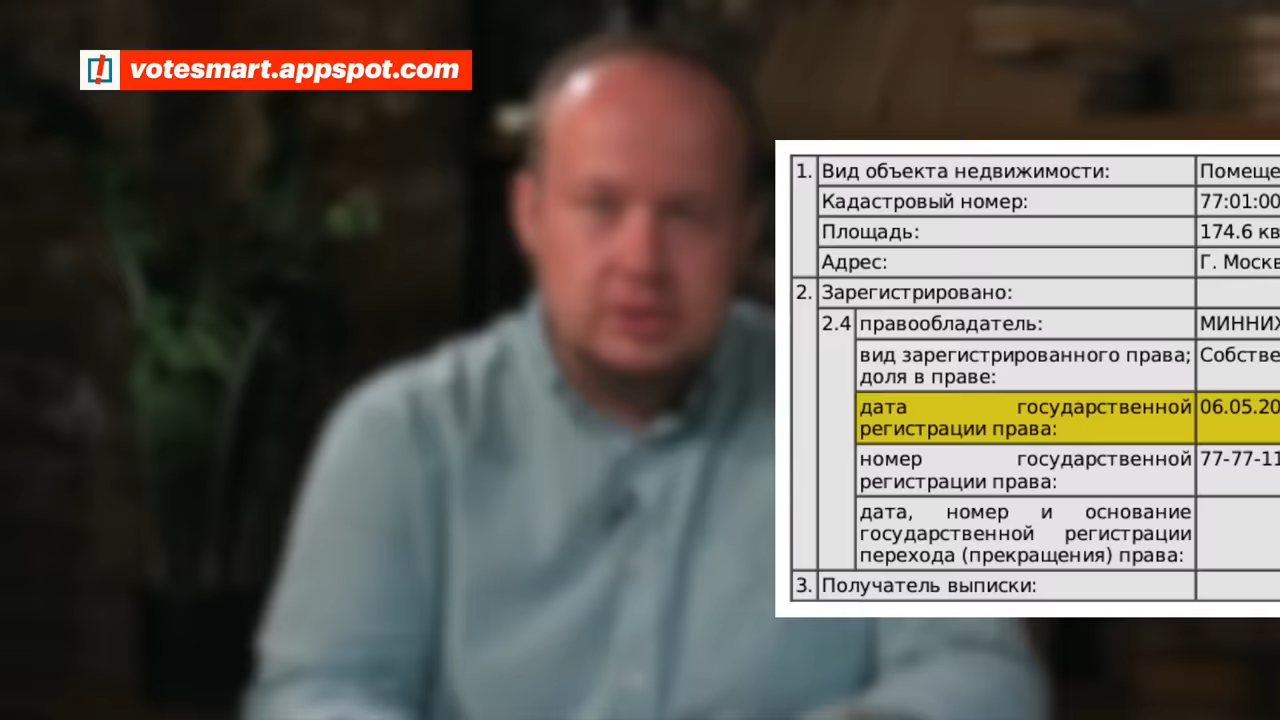 votesmart.appspot.com
1. Вид объекта недвижимости: Помеще
Кадастровый номер: 77:01:00
Площадь: 174.6 кв
Адрес: Г. Москв
2. Зарегистрировано:
2.4 правообладатель: МИННИХ
вид зарегистрированного права; Собстве
доля в праве:
дата государственной 06.05.20
регистрации права:
номер государственной 77-77-11
регистрации права:
дата, номер и основание
государственной регистрации
перехода (прекращения) права:
3. Получатель выписки: